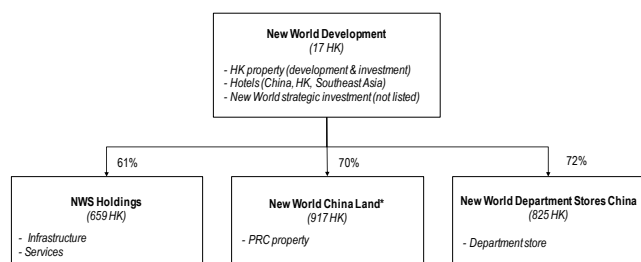 New World Development
(17 HK)
- HK property (development & investment)
- Hotels (China, HK, Southeast Asia)
- New World strategic investment (not listed)
61%
70%
72%
NWS Holdings
(659 HK)
- Infrastructure
- Services
New World China Land*
(917 HK)
- PRC property
New World Department Stores China
(825 HK)
- Department store